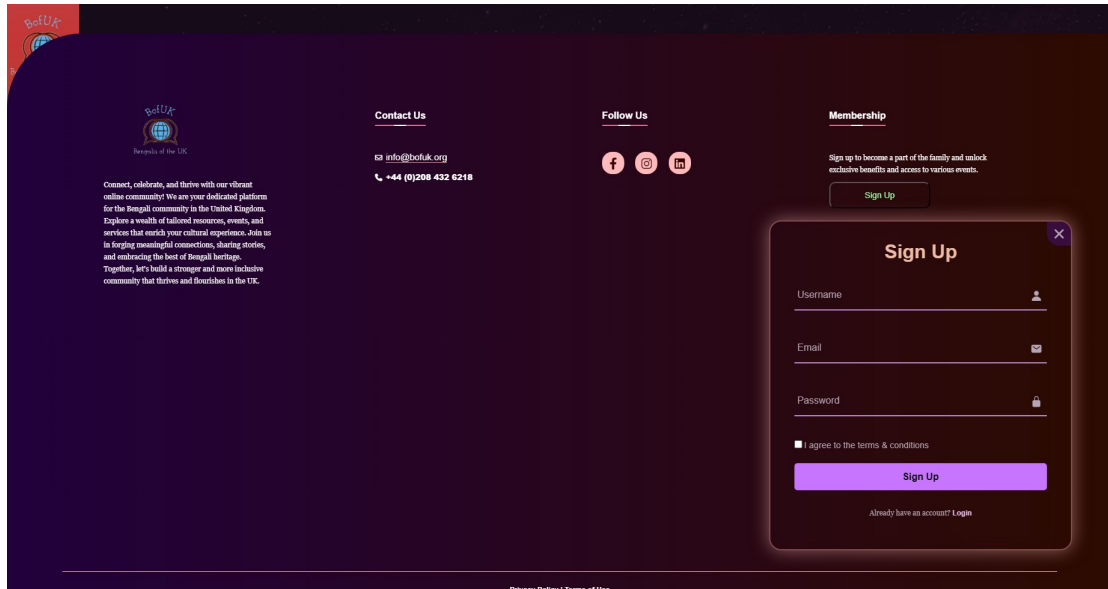 BofUK
BofUK
Bengalis of the UK
Connect, celebrate, and thrive with our vibrant
online community! We are your dedicated platform
for the Bengali community in the United Kingdom.
Explore a wealth of tailored resources, events, and
services that enrich your cultural experience. Join us
in forging meaningful connections, sharing stories,
and embracing the best of Bengali heritage.
Together, let's build a stronger and more inclusive
community that thrives and flourishes in the UK.
Contact Us
info@bofuk.org
+44 (0)208 432 6218
Follow Us
Membership
Sign up to become a part of the family and unlock
exclusive benefits and access to various events.
Sign Up
Sign Up
Username
Email
Password
I agree to the terms & conditions
Sign Up
Already have an account? Login
Privacy Policy | Terms of Use